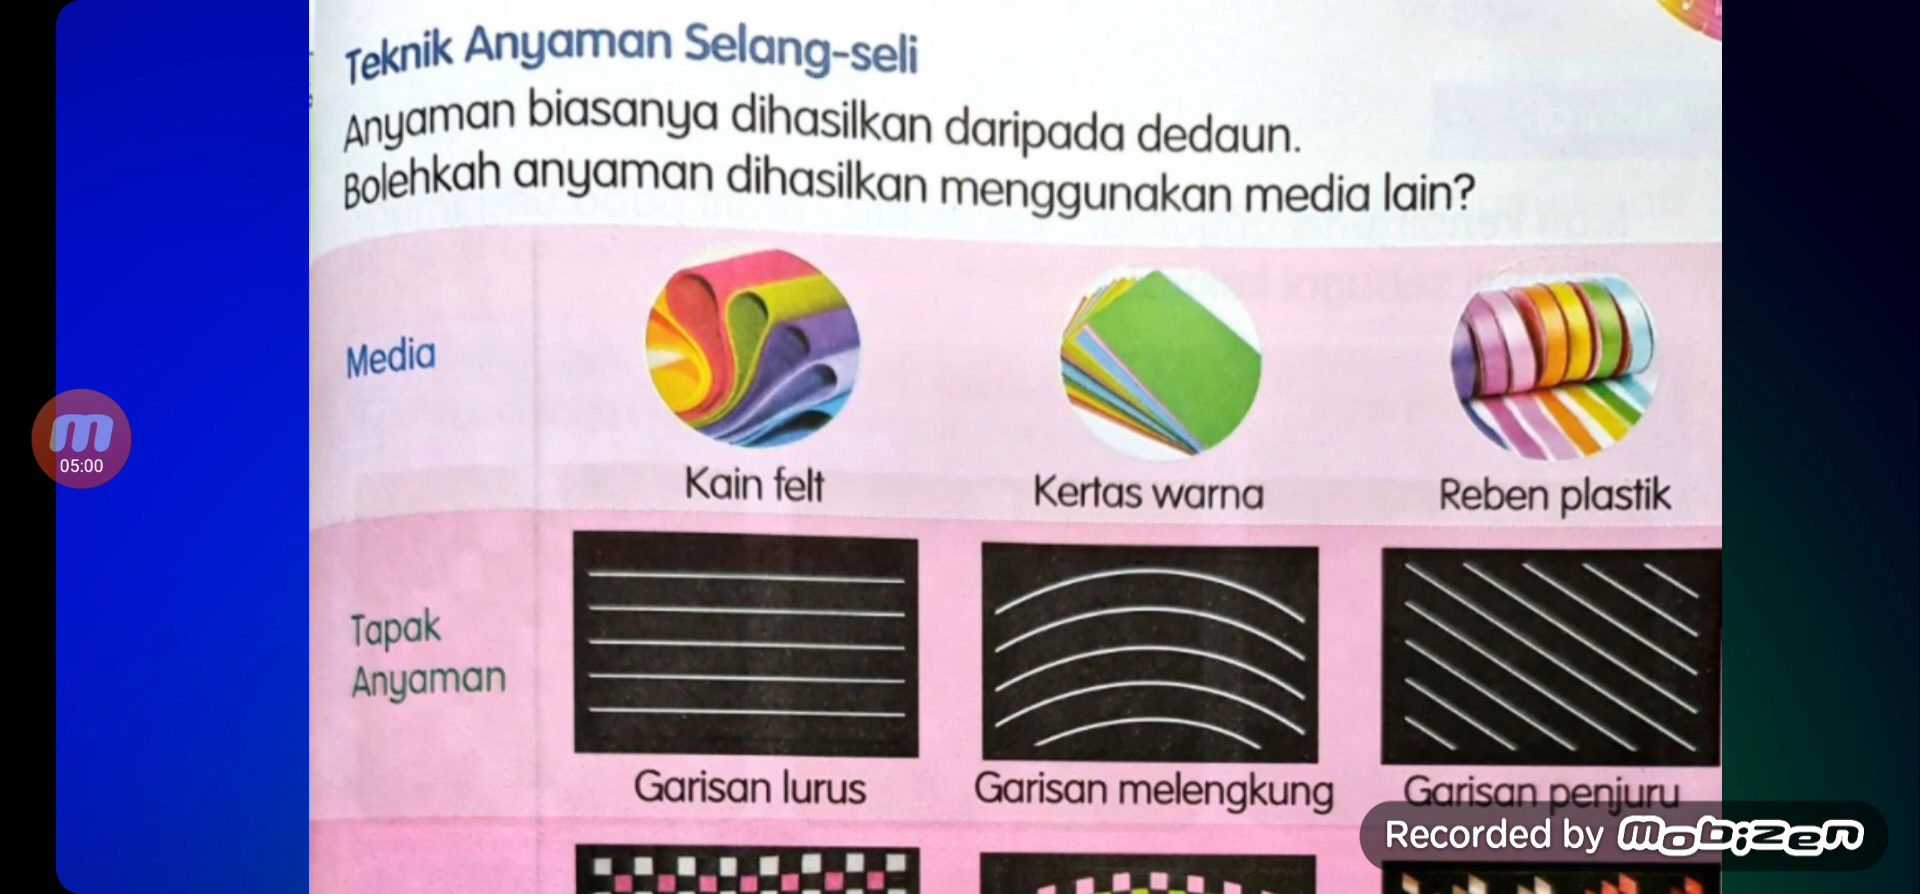 Teknik Anyaman Selang-seli
Anyaman biasanya dihasilkan daripada dedaun.
Bolehkah anyaman dihasilkan menggunakan media lain?
Media
Kain felt
Kertas warna
Reben plastik
Tapak
Anyaman
Garisan lurus
Garisan melengkung
Garisan penjuru
05:00
Recorded by mobizen